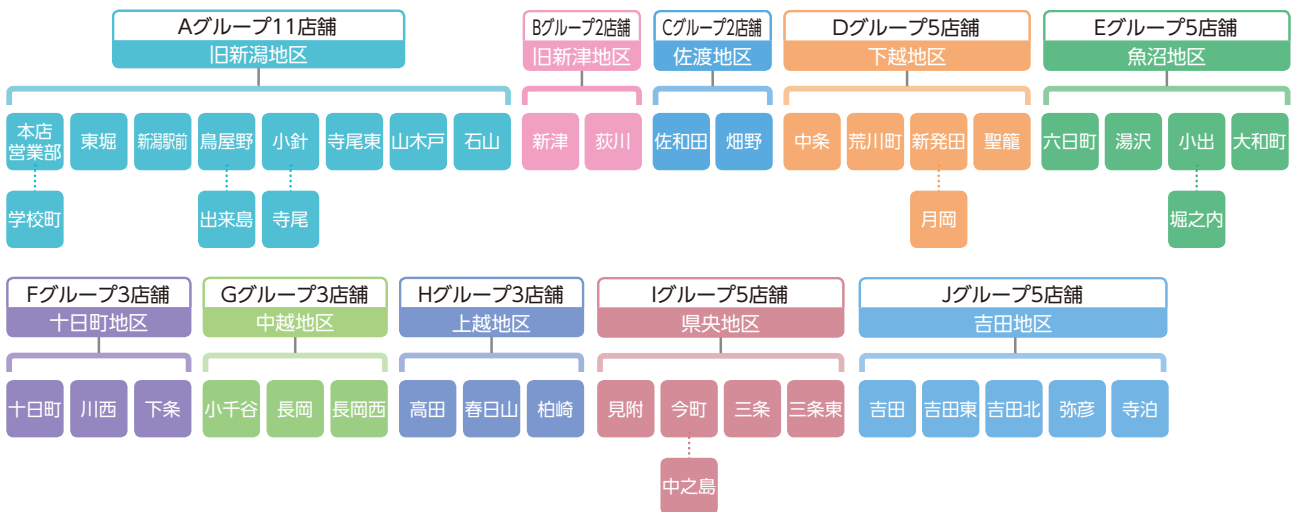 Aグループ11店舗
旧新潟地区
本店
営業部
東堀
新潟駅前
鳥屋野
小針
寺尾東
山木戸
石山
学校町
出来島
寺尾
Bグループ2店舗
旧新津地区
新津
荻川
Cグループ2店舗
佐渡地区
佐和田
畑野
Dグループ5店舗
下越地区
中条
荒川町
新発田
聖籠
月岡
Eグループ5店舗
魚沼地区
六日町
湯沢
小出
大和町
堀之内
Fグループ3店舗
十日町地区
十日町
川西
下条
Gグループ3店舗
中越地区
小千谷
長岡
長岡西
Hグループ3店舗
上越地区
高田
春日山
柏崎
Iグループ5店舗
県央地区
見附
今町
三条
三条東
中之島
Jグループ5店舗
吉田地区
吉田
吉田東
吉田北
弥彦
寺泊